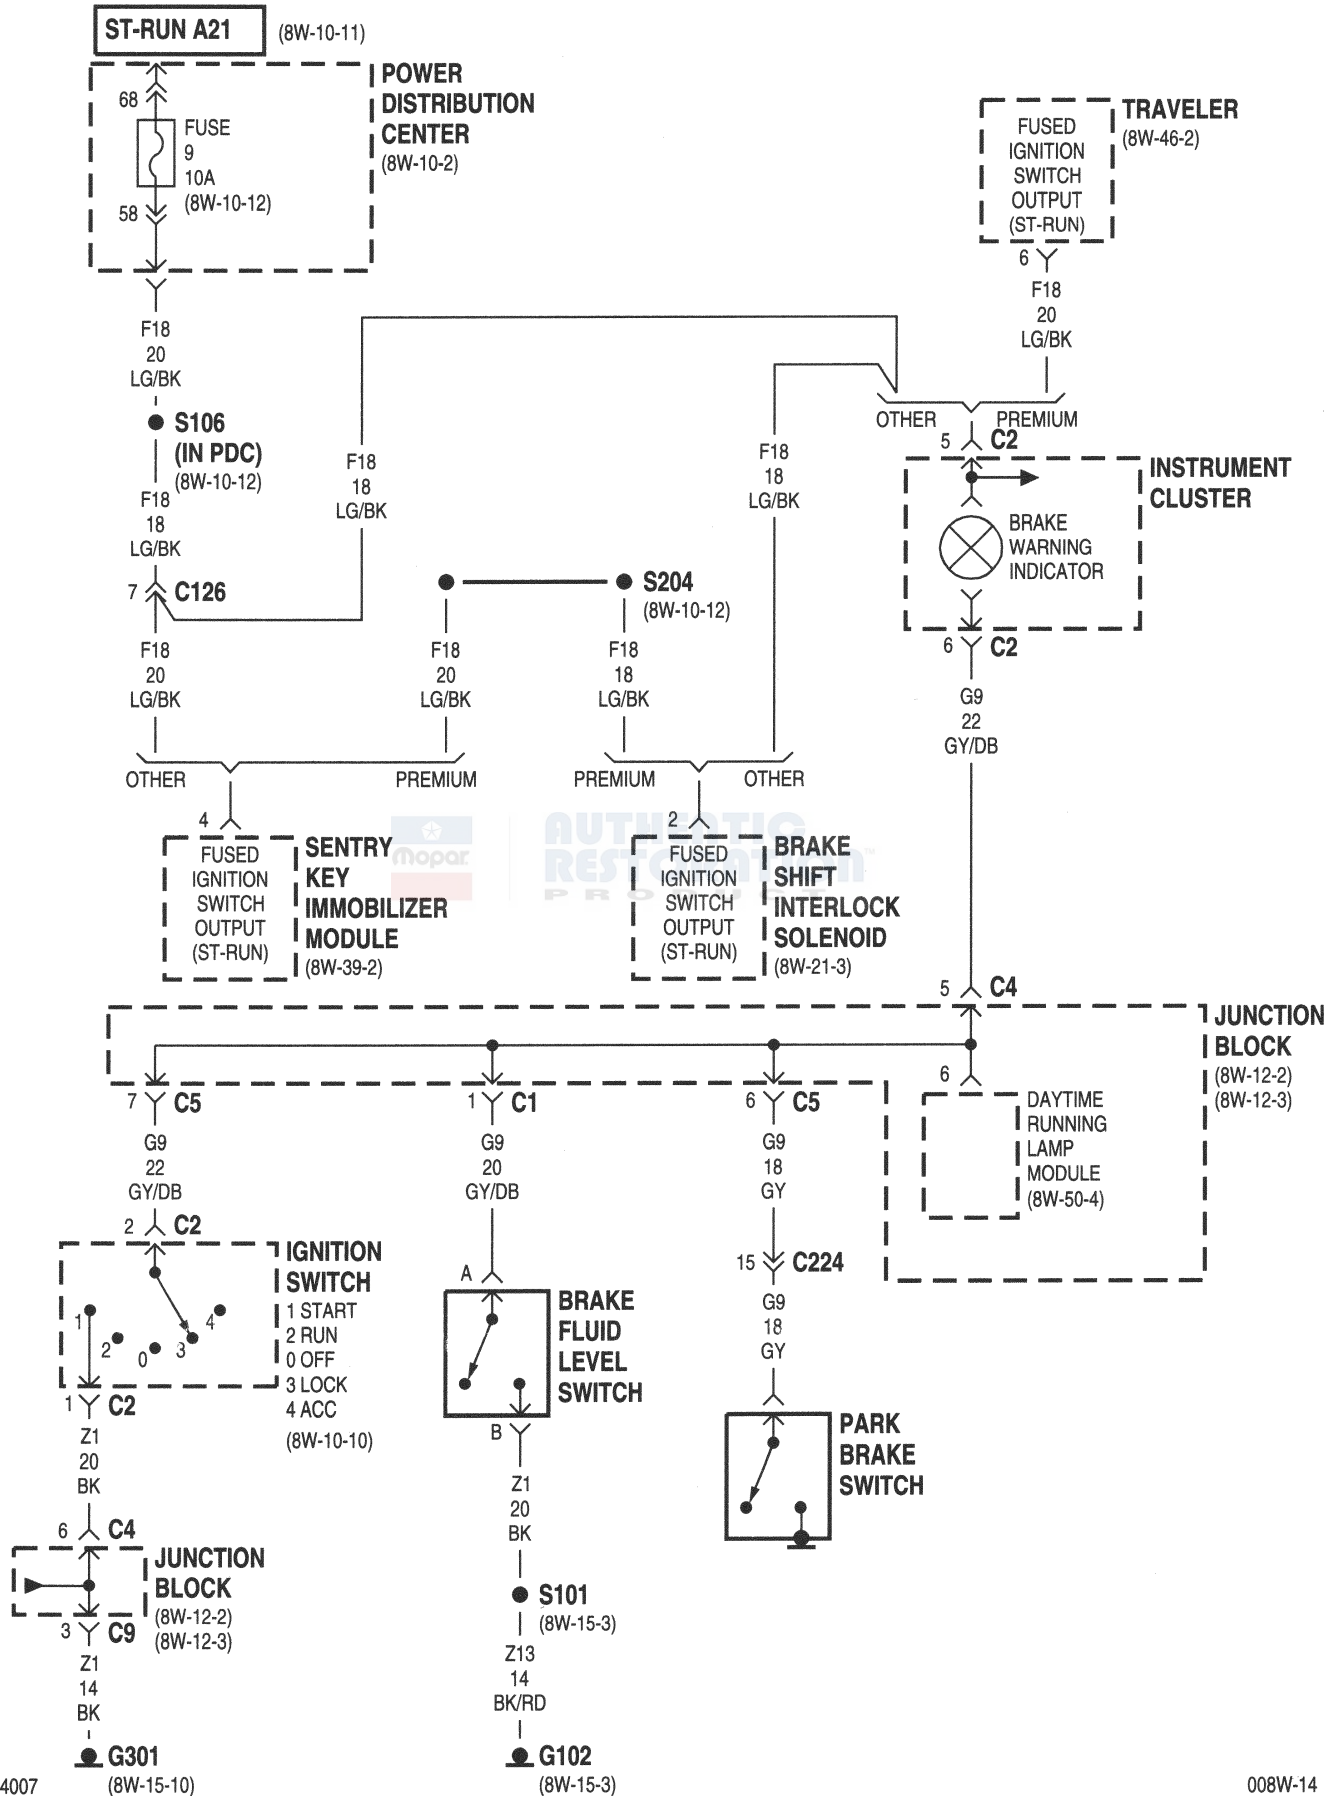 ST-RUN A21 (8W-10-11)
POWER
DISTRIBUTION
CENTER
(8W-10-2)
68
FUSE
9
10A
(8W-10-12)
58
TRAVELER
(8W-46-2)
FUSED
IGNITION
SWITCH
OUTPUT
(ST-RUN)
6
F18
20
LG/BK
F18
20
LG/BK
S106
(IN PDC)
(8W-10-12)
F18
18
LG/BK
7 C126
F18
18
LG/BK
F18
18
LG/BK
OTHER PREMIUM
5 C2
INSTRUMENT
CLUSTER
BRAKE
WARNING
INDICATOR
6 C2
G9
22
GY/DB
S204
(8W-10-12)
F18
20
LG/BK
F18
20
LG/BK
F18
18
LG/BK
OTHER PREMIUM
PREMIUM OTHER
4
FUSED
IGNITION
SWITCH
OUTPUT
(ST-RUN)
SENTRY
KEY
IMMOBILIZER
MODULE
(8W-39-2)
Mopar
AUTHENTIC
RESTORATION™
PRODUCT
2
FUSED
IGNITION
SWITCH
OUTPUT
(ST-RUN)
BRAKE
SHIFT
INTERLOCK
SOLENOID
(8W-21-3)
5 C4
JUNCTION
BLOCK
(8W-12-2)
(8W-12-3)
6
DAYTIME
RUNNING
LAMP
MODULE
(8W-50-4)
7 C5
1 C1
6 C5
G9
22
GY/DB
G9
20
GY/DB
G9
18
GY
2 C2
IGNITION
SWITCH
1 START
2 RUN
0 OFF
3 LOCK
4 ACC
(8W-10-10)
1
2
0
3
4
1 C2
Z1
20
BK
6 C4
JUNCTION
BLOCK
(8W-12-2)
(8W-12-3)
3 C9
Z1
14
BK
G301
(8W-15-10)
A
BRAKE
FLUID
LEVEL
SWITCH
B
Z1
20
BK
S101
(8W-15-3)
Z13
14
BK/RD
G102
(8W-15-3)
15 C224
G9
18
GY
PARK
BRAKE
SWITCH
4007
008W-14